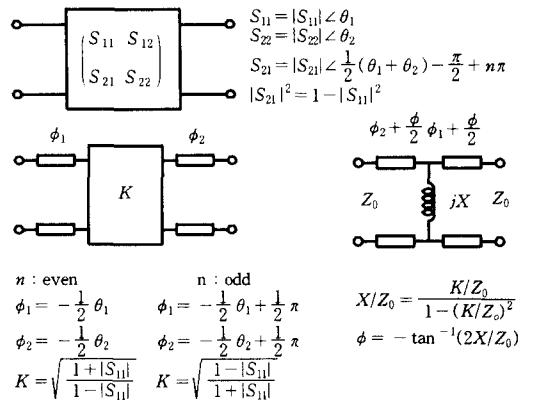 S₁₁ S₁₂
S₂₁ S₂₂
S₁₁ = |S₁₁|∠θ₁
S₂₂ = |S₂₂|∠θ₂
S₂₁ = |S₂₁|∠1/2(θ₁ + θ₂) − π/2 + nπ
|S₂₁|² = 1 − |S₁₁|²
ϕ₁ ϕ₂
K
ϕ₂ + ϕ/2 ϕ₁ + ϕ/2
Z₀ jX Z₀
n : even
ϕ₁ = −1/2 θ₁
ϕ₂ = −1/2 θ₂
K = √((1+|S₁₁|)/(1−|S₁₁|))
n : odd
ϕ₁ = −1/2 θ₁ + 1/2 π
ϕ₂ = −1/2 θ₂ + 1/2 π
K = √((1−|S₁₁|)/(1+|S₁₁|))
X/Z₀ = (K/Z₀)/(1−(K/Z₀)²)
ϕ = −tan⁻¹(2X/Z₀)